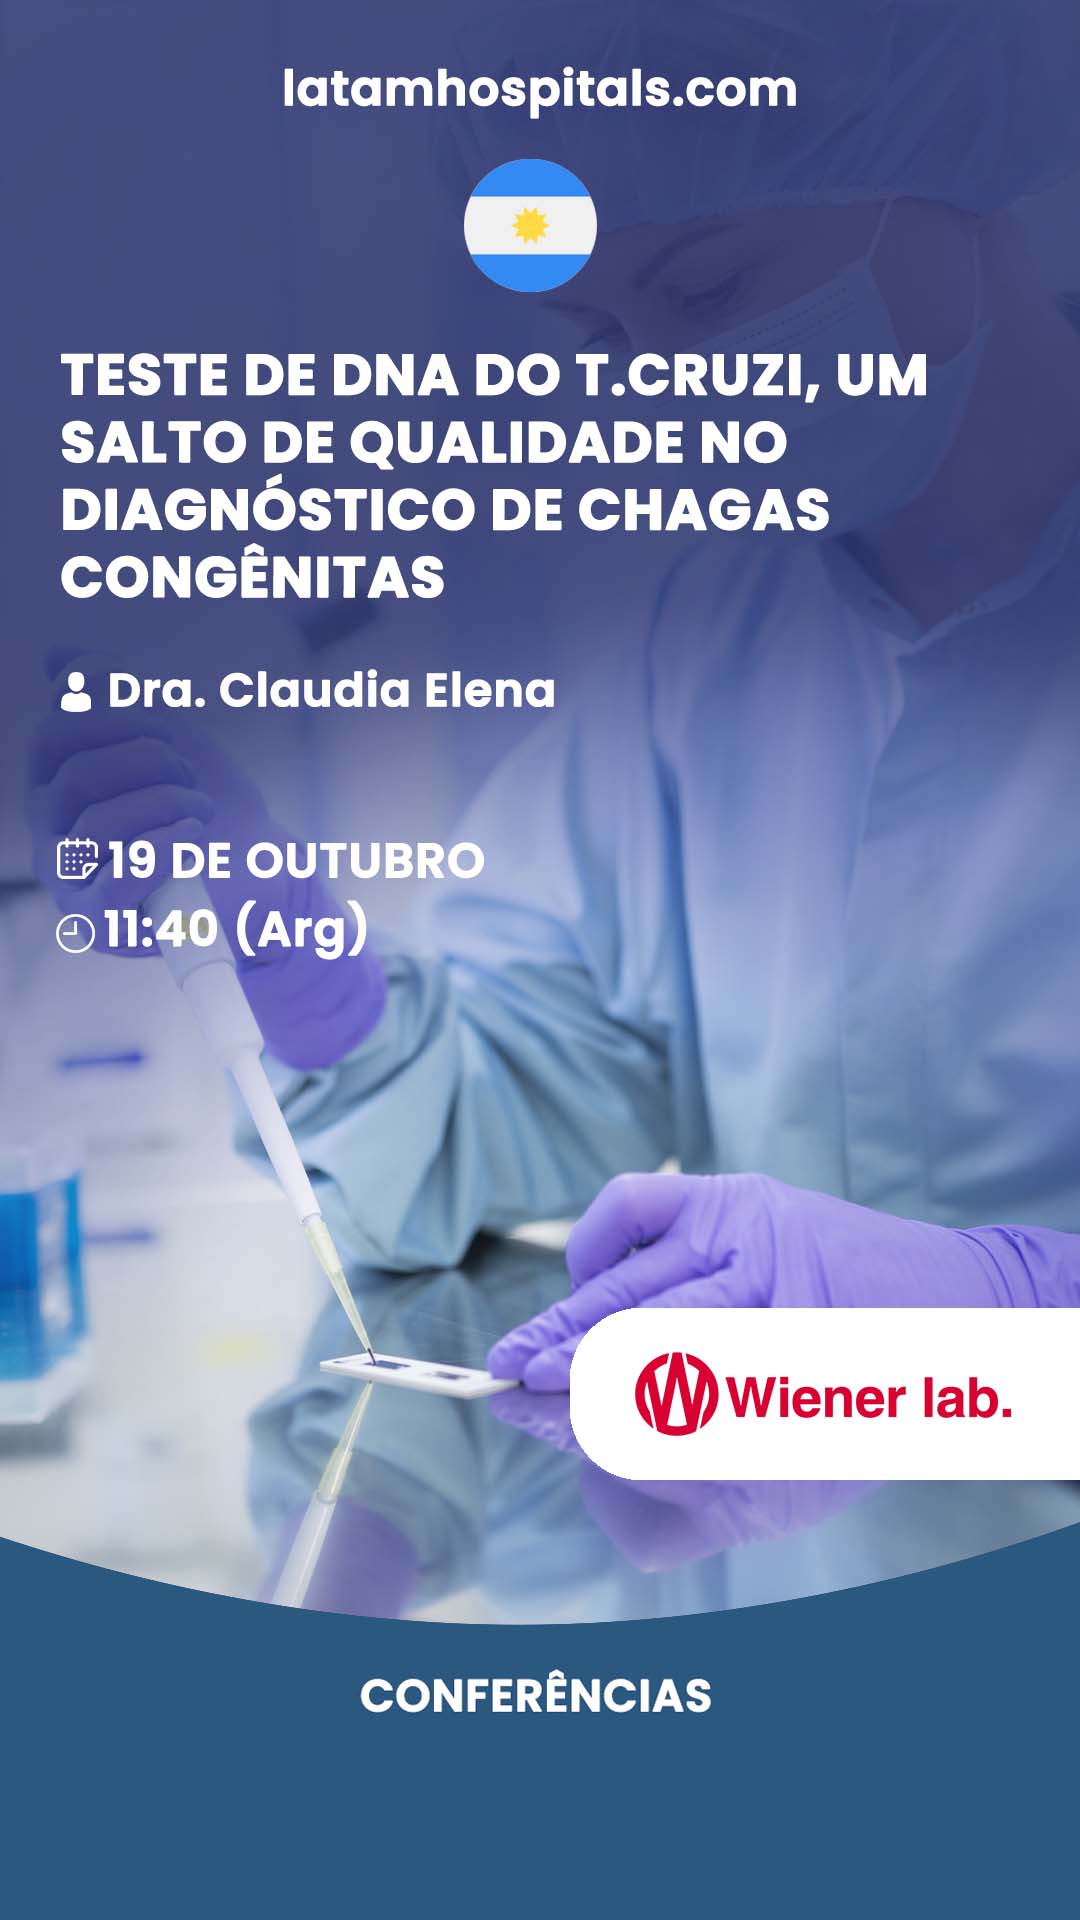 latamhospitals.com
TESTE DE DNA DO T.CRUZI, UM
SALTO DE QUALIDADE NO
DIAGNÓSTICO DE CHAGAS
CONGÊNITAS
Dra. Claudia Elena
19 DE OUTUBRO
11:40 (Arg)
Wiener lab.
CONFERÊNCIAS